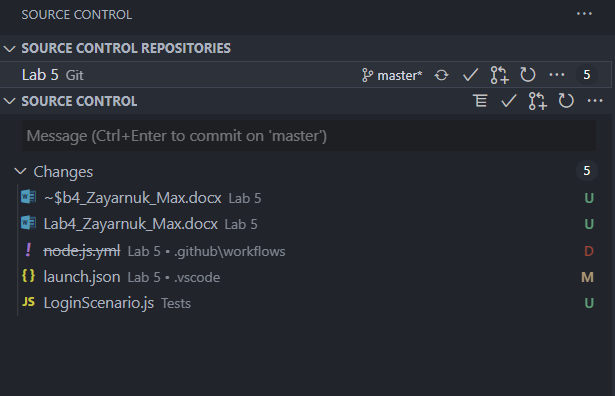 SOURCE CONTROL
SOURCE CONTROL REPOSITORIES
Lab 5 Git master* 5
SOURCE CONTROL
Message (Ctrl+Enter to commit on 'master')
Changes 5
~$b4_Zayarnuk_Max.docx Lab 5 U
Lab4_Zayarnuk_Max.docx Lab 5 U
! node.js.yml Lab 5 • .github\workflows D
{} launch.json Lab 5 • .vscode M
JS LoginScenario.js Tests U